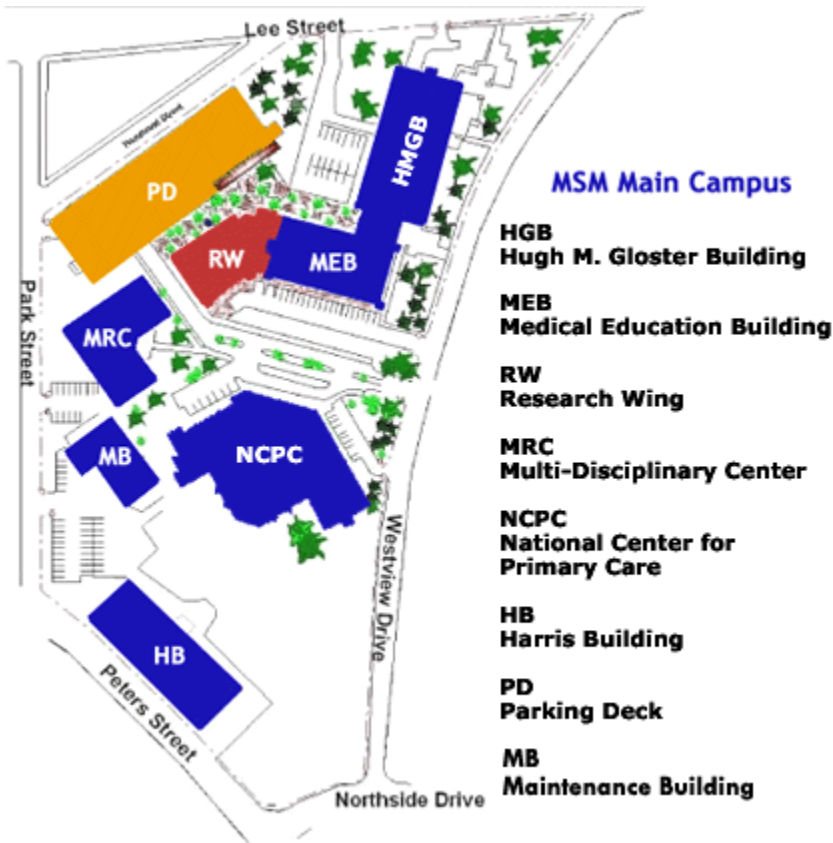 Lee Street
HMGB
PD
RW
MEB
Park Street
MRC
MB
NCPC
Westview Drive
HB
Peters Street
Northside Drive
MSM Main Campus
HGB
Hugh M. Gloster Building
MEB
Medical Education Building
RW
Research Wing
MRC
Multi-Disciplinary Center
NCPC
National Center for
Primary Care
HB
Harris Building
PD
Parking Deck
MB
Maintenance Building